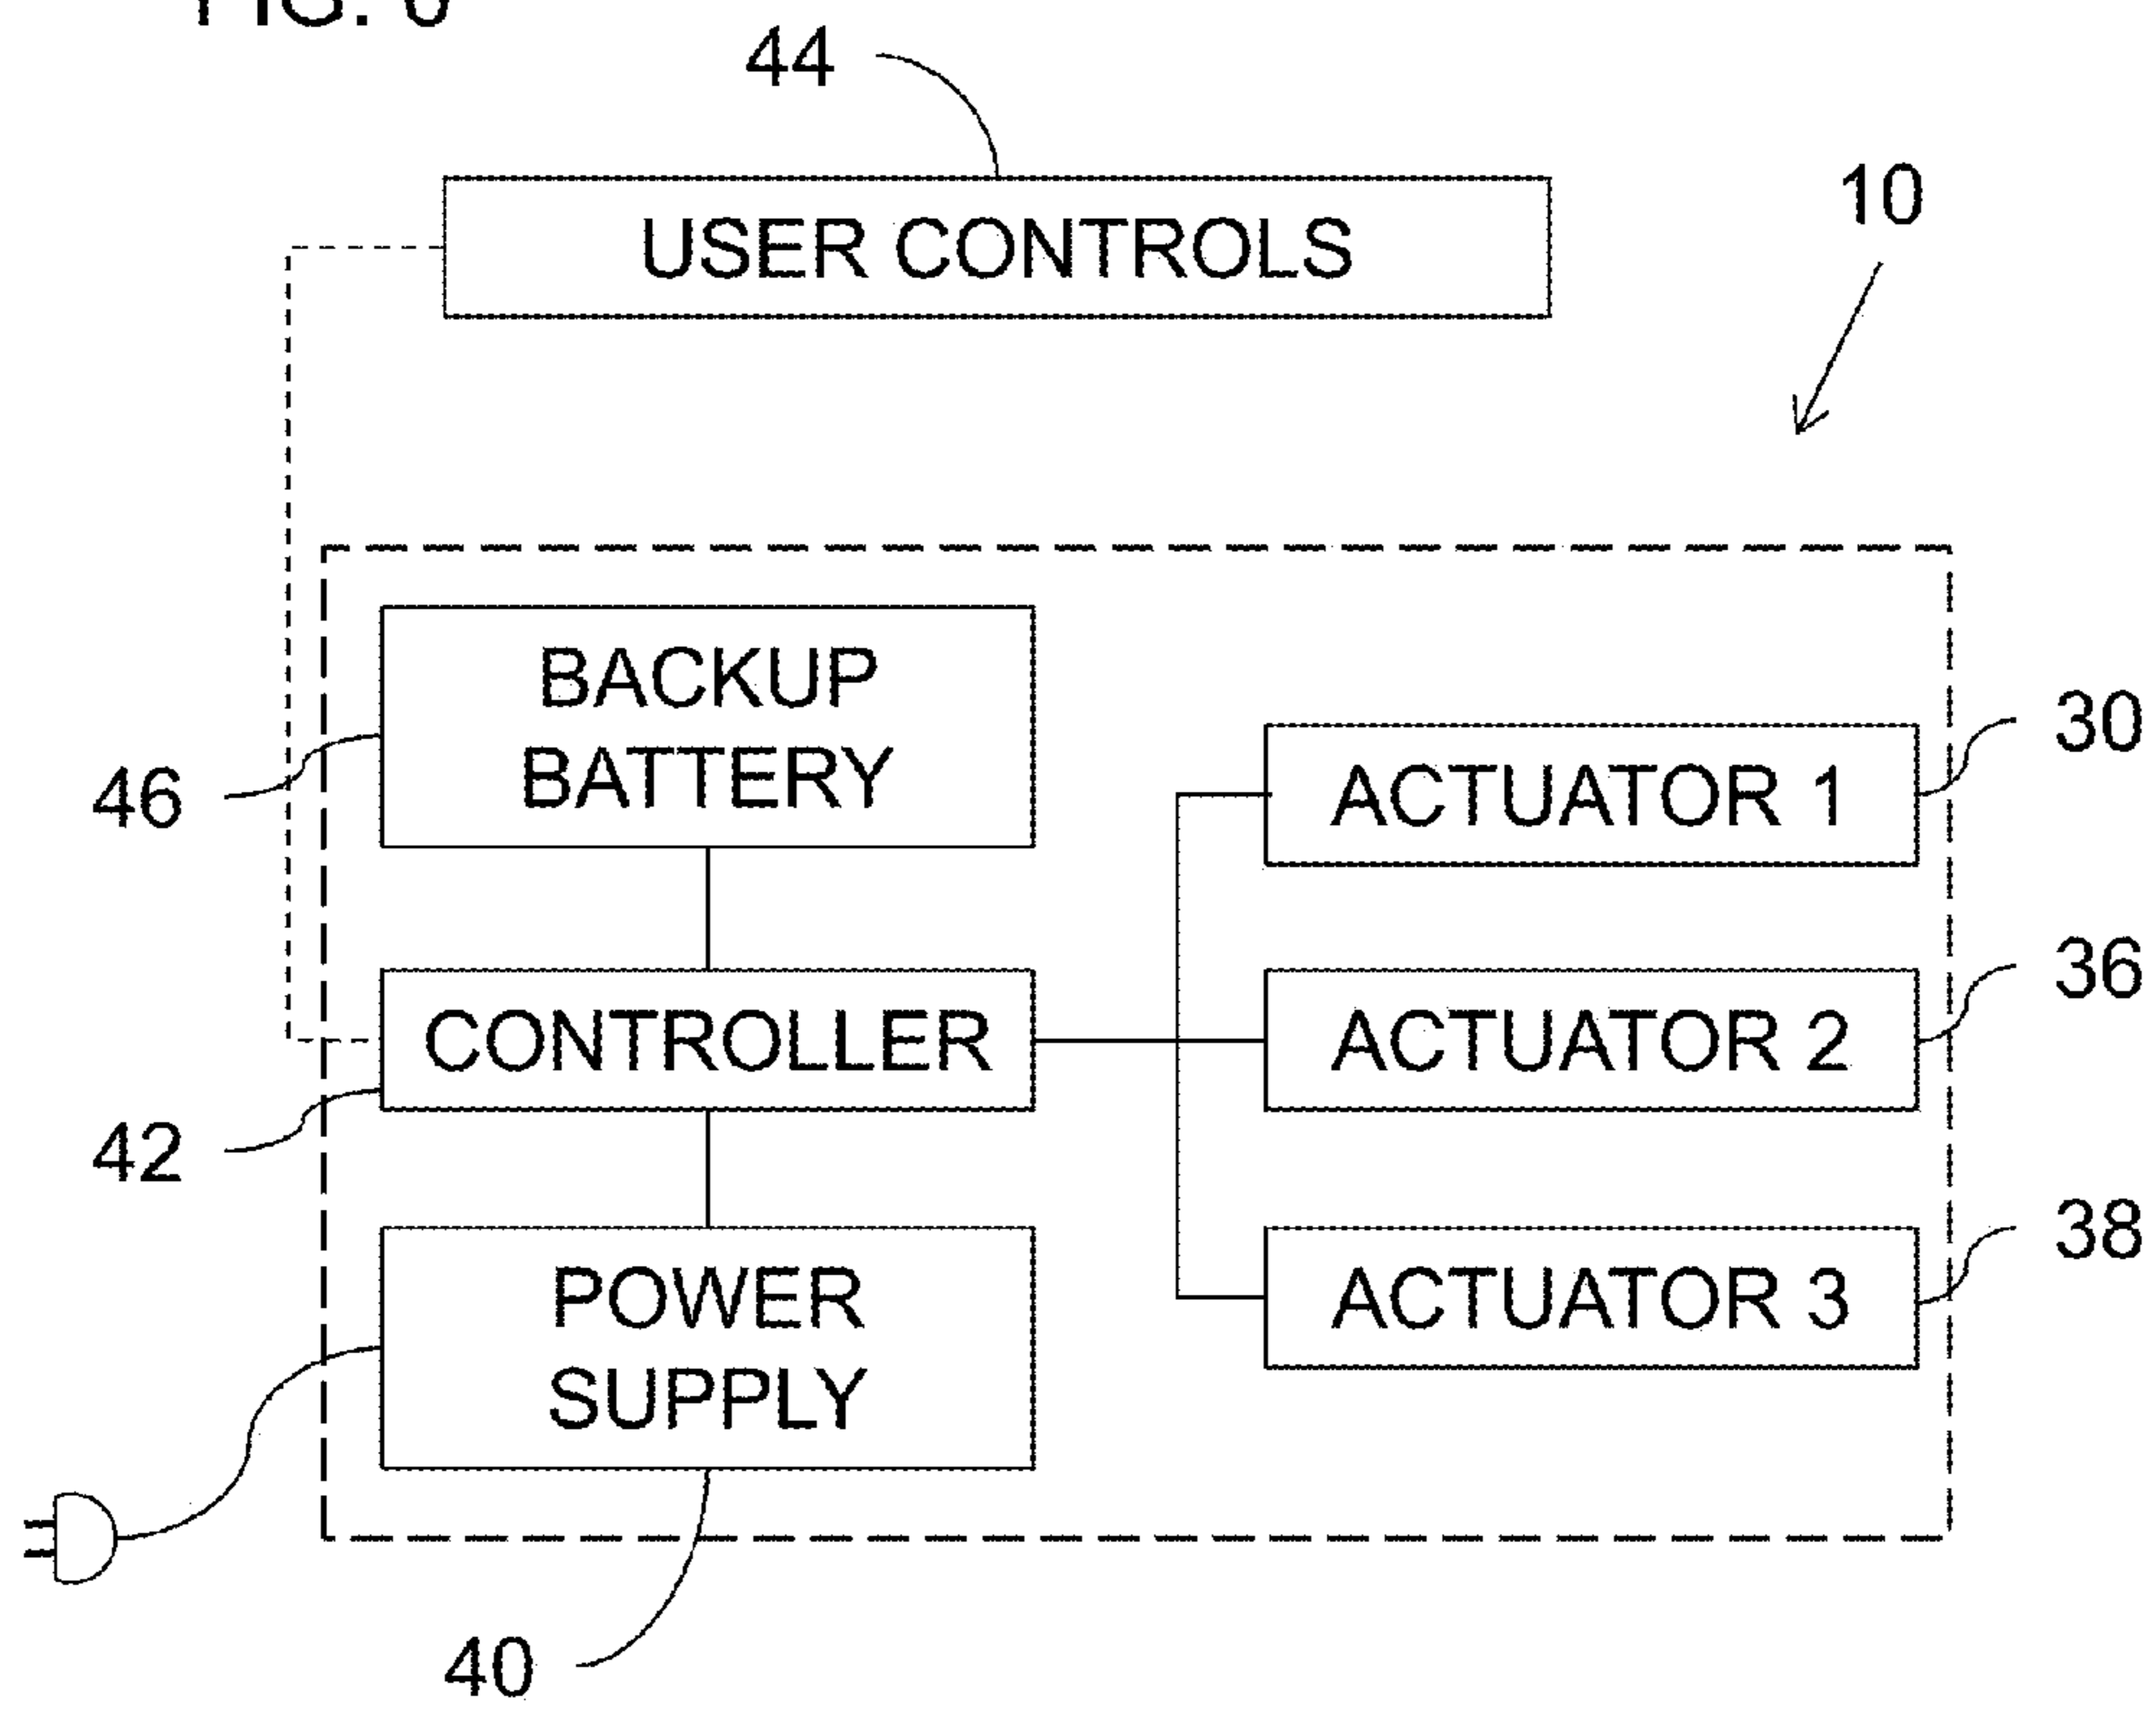 FIG.
44
10
USER CONTROLS
BACKUP
BATTERY
46
30
ACTUATOR 1
36
CONTROLLER
ACTUATOR 2
42
38
POWER
SUPPLY
ACTUATOR 3
40